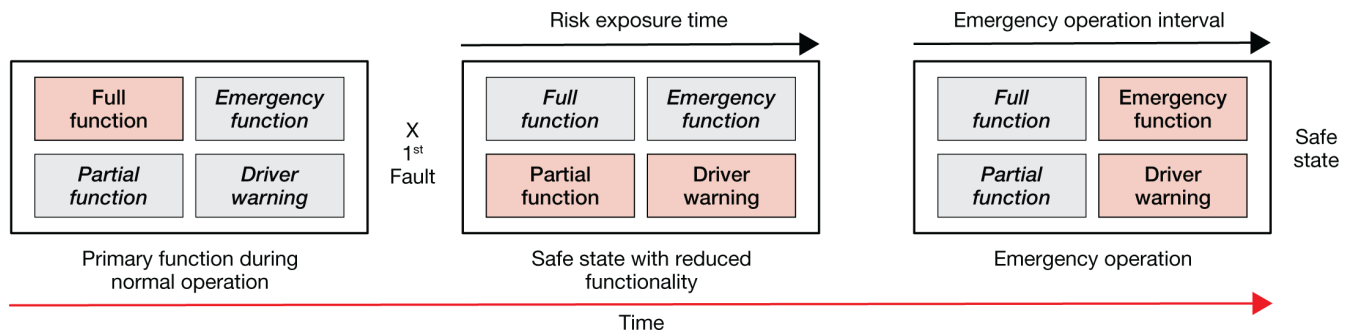 Risk exposure time
Emergency operation interval
Full
function
Emergency
function
Partial
function
Driver
warning
X
1st
Fault
Full
function
Emergency
function
Partial
function
Driver
warning
Full
function
Emergency
function
Partial
function
Driver
warning
Safe
state
Primary function during
normal operation
Safe state with reduced
functionality
Emergency operation
Time